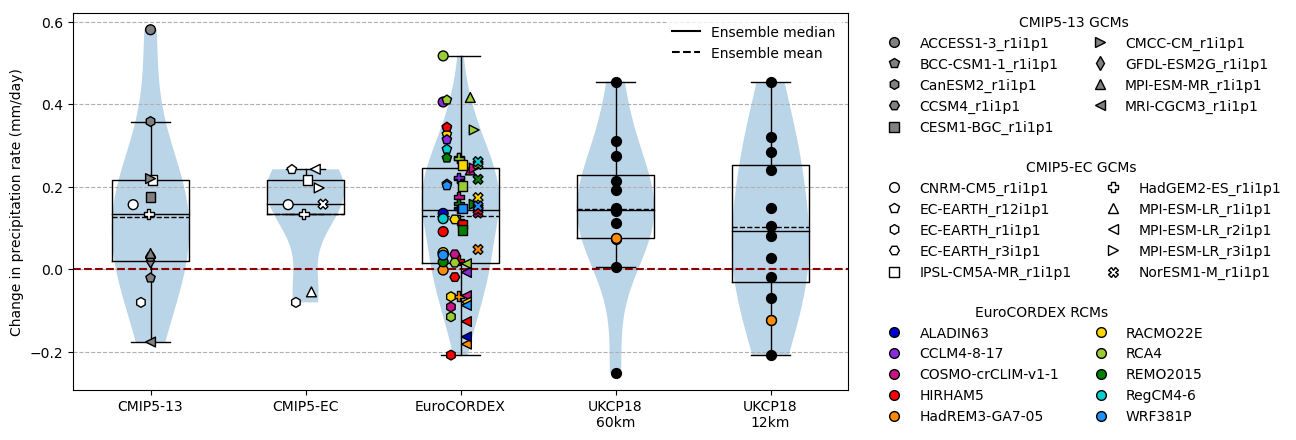 Change in precipitation rate (mm/day)
0.6
0.4
0.2
0.0
−0.2
Ensemble median
Ensemble mean
CMIP5-13
CMIP5-EC
EuroCORDEX
UKCP18
60km
UKCP18
12km
CMIP5-13 GCMs
ACCESS1-3_r1i1p1
BCC-CSM1-1_r1i1p1
CanESM2_r1i1p1
CCSM4_r1i1p1
CESM1-BGC_r1i1p1
CMCC-CM_r1i1p1
GFDL-ESM2G_r1i1p1
MPI-ESM-MR_r1i1p1
MRI-CGCM3_r1i1p1
CMIP5-EC GCMs
CNRM-CM5_r1i1p1
EC-EARTH_r12i1p1
EC-EARTH_r1i1p1
EC-EARTH_r3i1p1
IPSL-CM5A-MR_r1i1p1
HadGEM2-ES_r1i1p1
MPI-ESM-LR_r1i1p1
MPI-ESM-LR_r2i1p1
MPI-ESM-LR_r3i1p1
NorESM1-M_r1i1p1
EuroCORDEX RCMs
ALADIN63
CCLM4-8-17
COSMO-crCLIM-v1-1
HIRHAM5
HadREM3-GA7-05
RACMO22E
RCA4
REMO2015
RegCM4-6
WRF381P